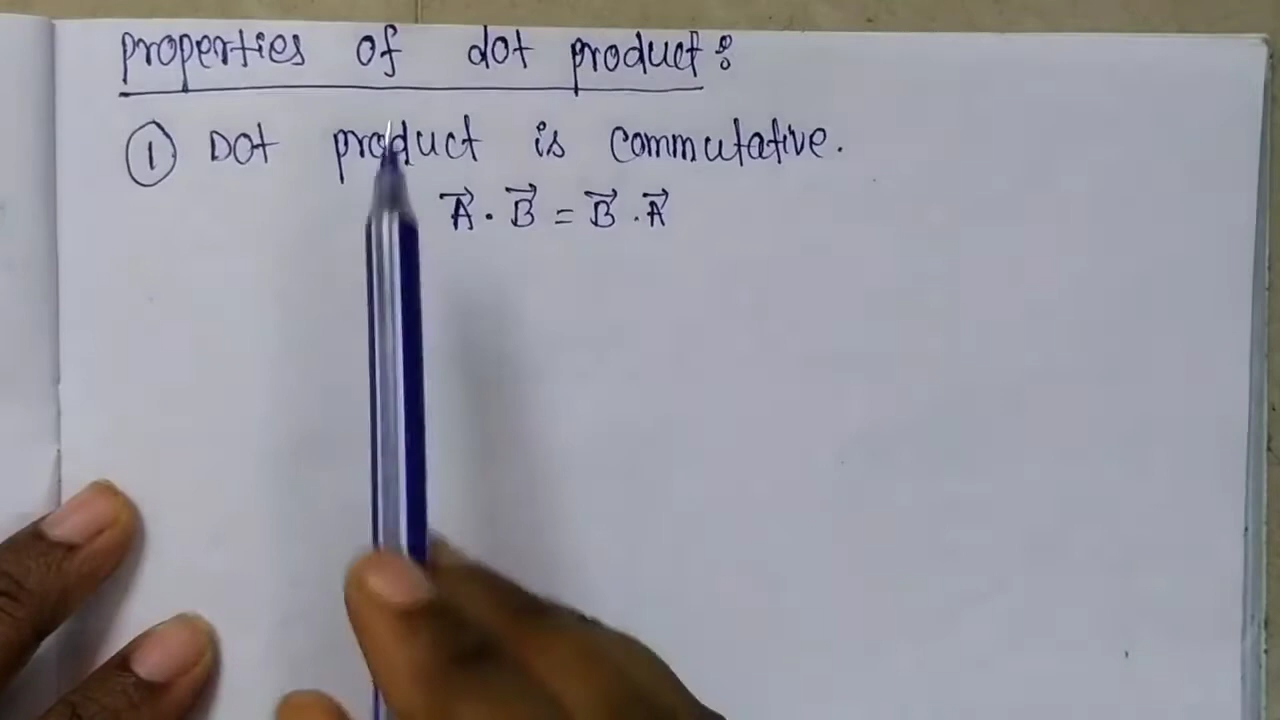 properties of dot product:
① Dot product is commutative.
A⃗ · B⃗ = B⃗ · A⃗